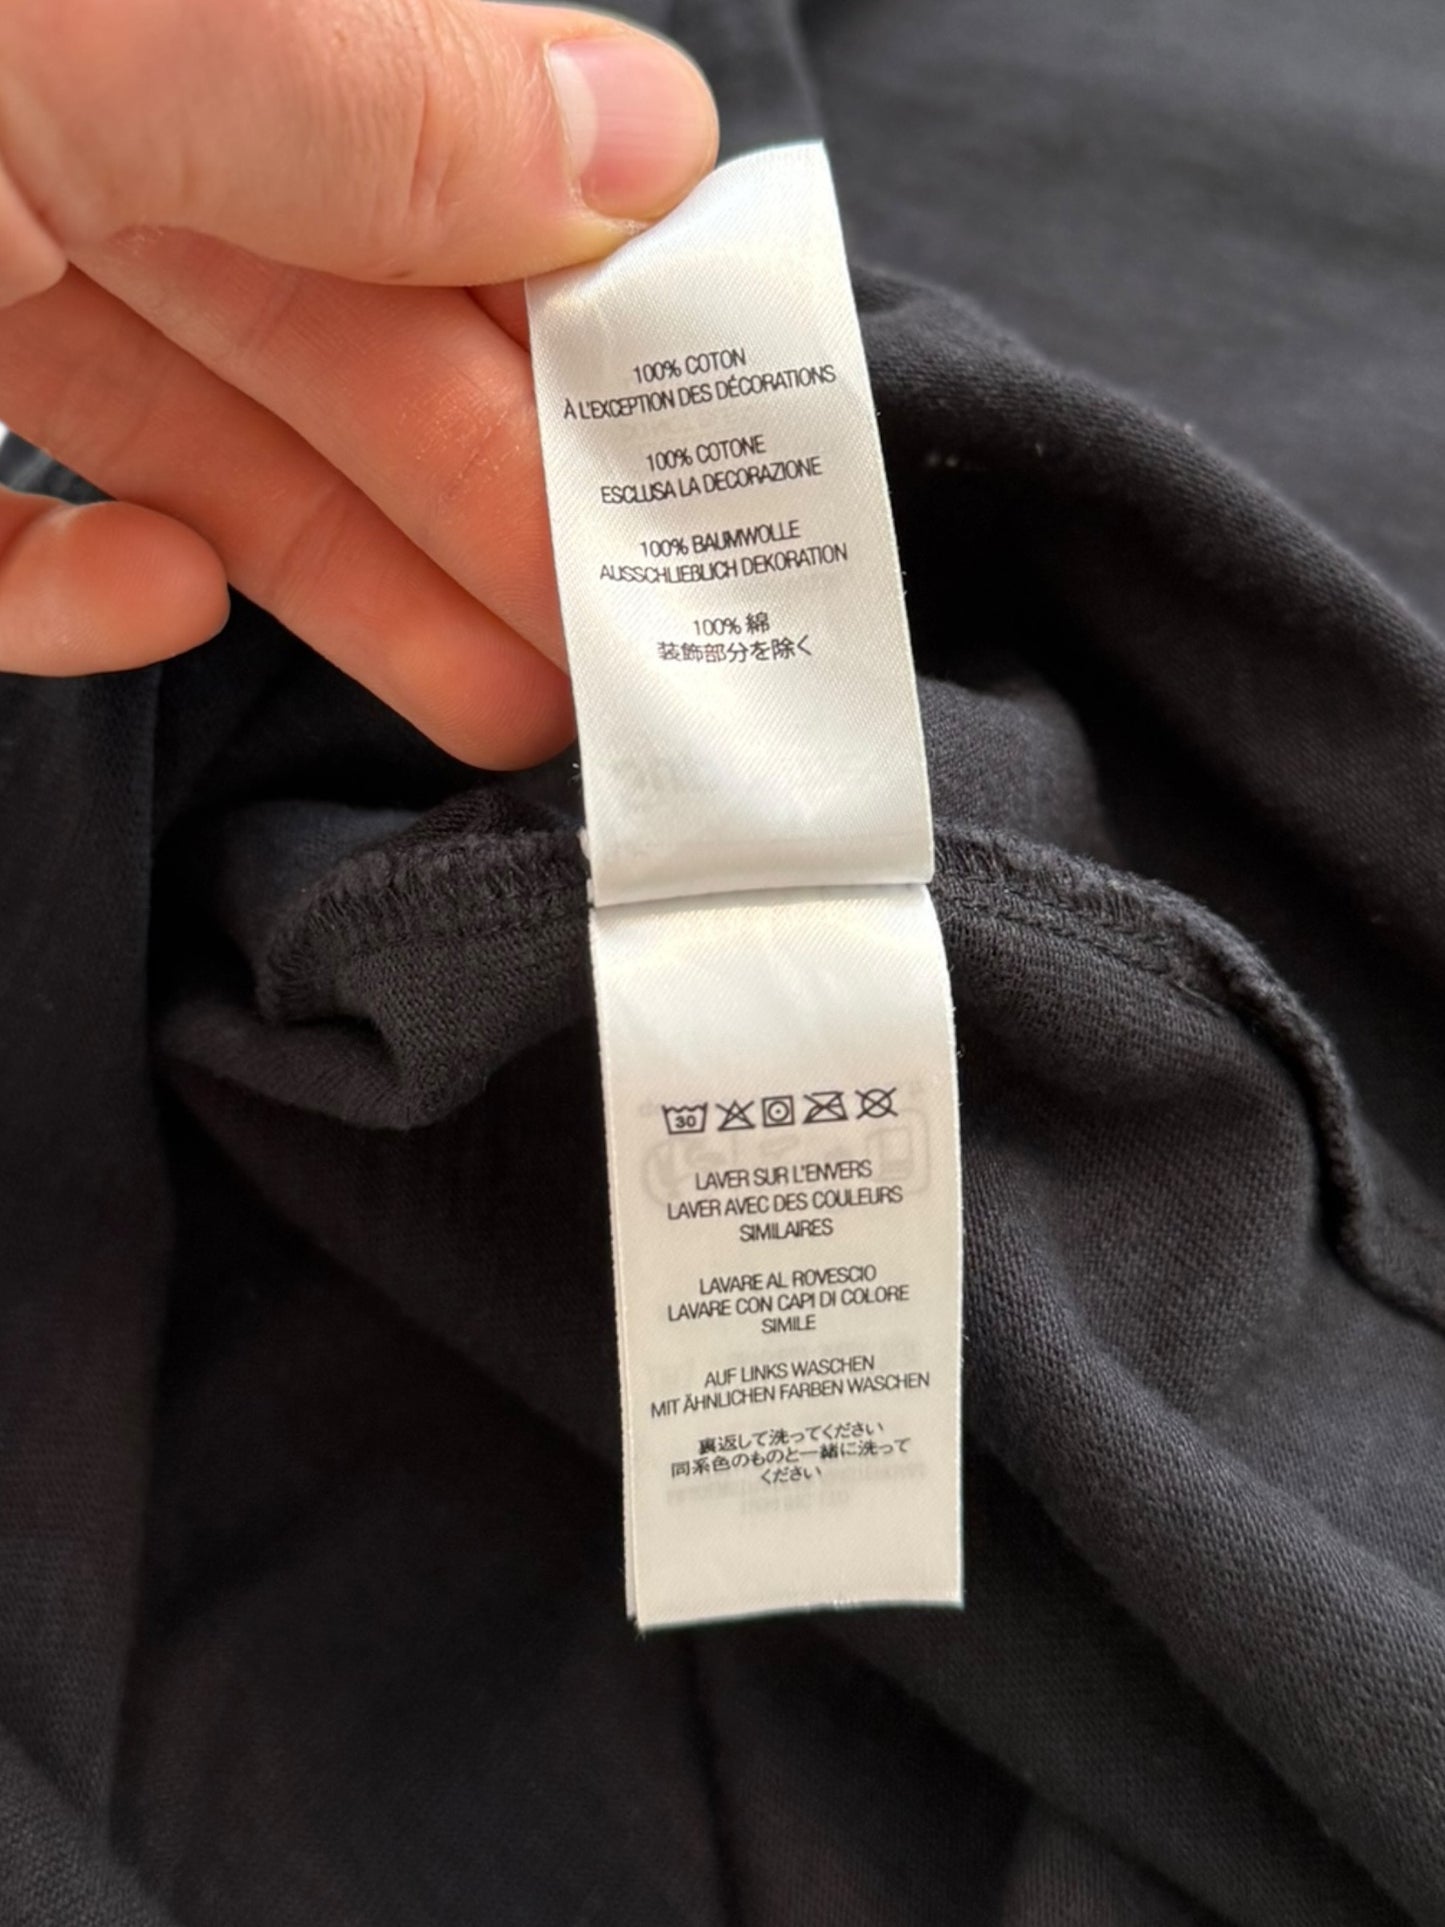 100% COTON
À L'EXCEPTION DES DÉCORATIONS
100% COTONE
ESCLUSA LA DECORAZIONE
100% BAUMWOLLE
AUSSCHLIEBLICH DEKORATION
100% 綿
装飾部分を除く
30
LAVER SUR L'ENVERS
LAVER AVEC DES COULEURS
SIMILAIRES
LAVARE AL ROVESCIO
LAVARE CON CAPI DI COLORE
SIMILE
AUF LINKS WASCHEN
MIT ÄHNLICHEN FARBEN WASCHEN
裏返して洗ってください
同系色のものと一緒に洗って
ください